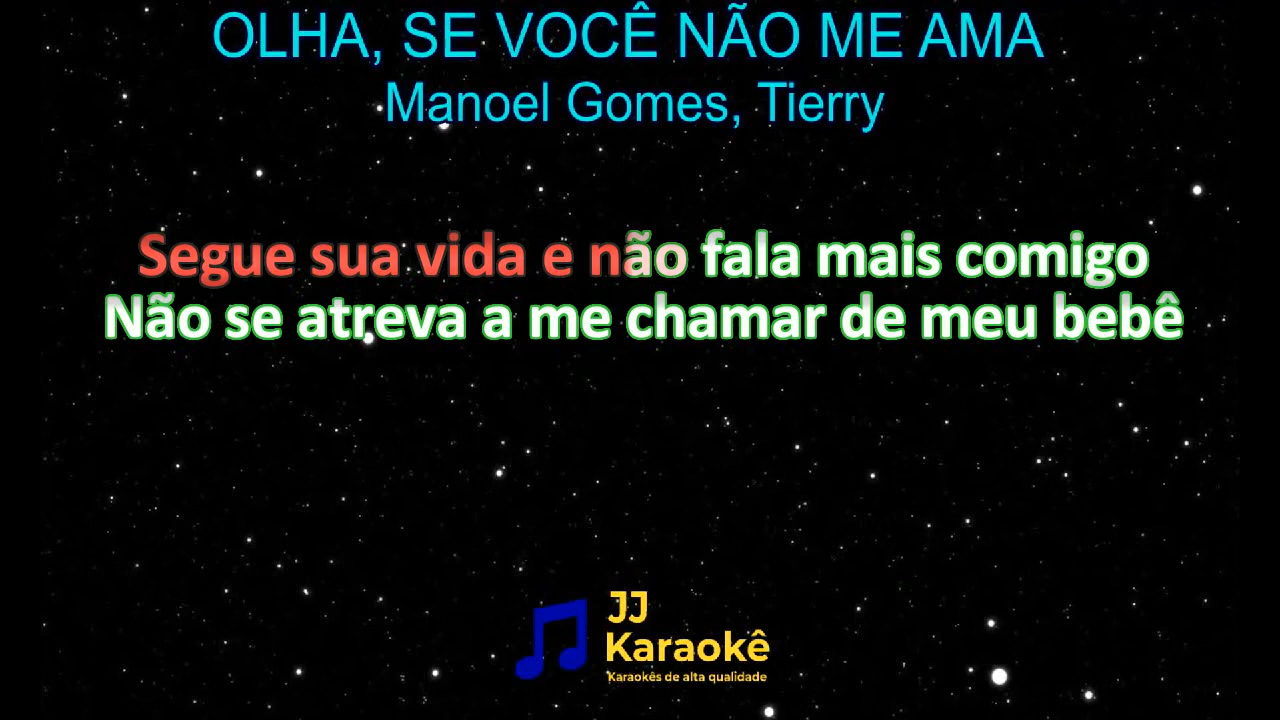 OLHA, SE VOCÊ NÃO ME AMA
Manoel Gomes, Tierry
Segue sua vida e não fala mais comigo
Não se atreva a me chamar de meu bebê
JJ
Karaokê
Karaokês de alta qualidade